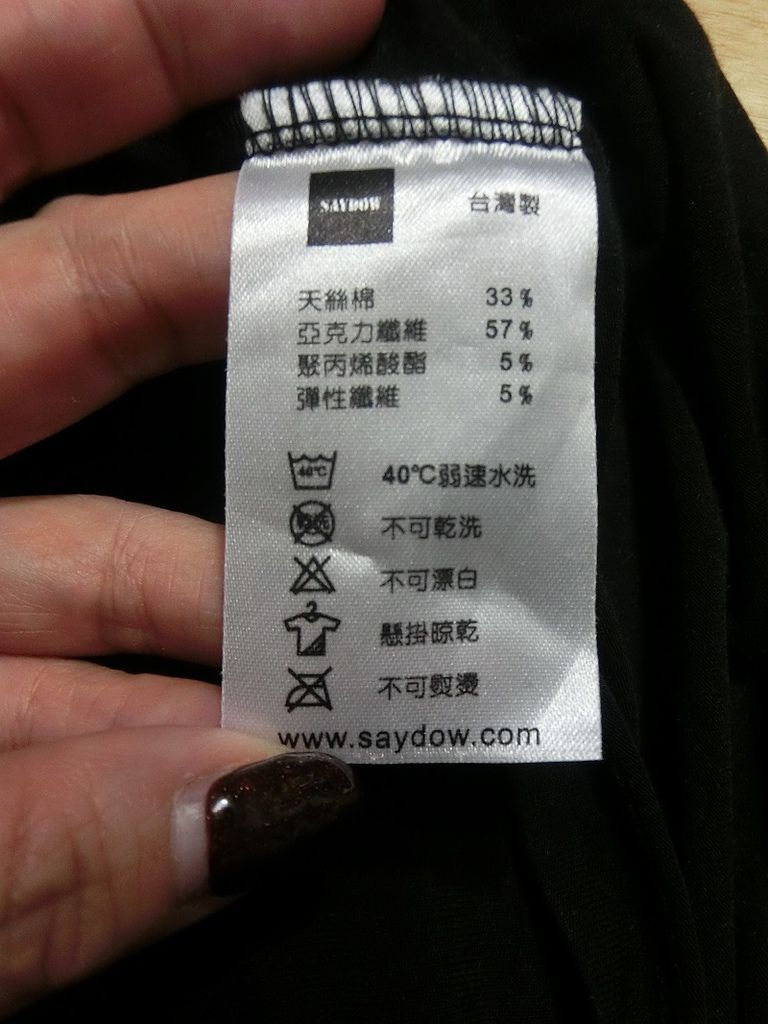 SAYDOW 台灣製
天絲棉 33%
亞克力纖維 57%
聚丙烯酸酯 5%
彈性纖維 5%
40℃ 40℃弱速水洗
乾洗 不可乾洗
不可漂白
懸掛晾乾
不可熨燙
www.saydow.com